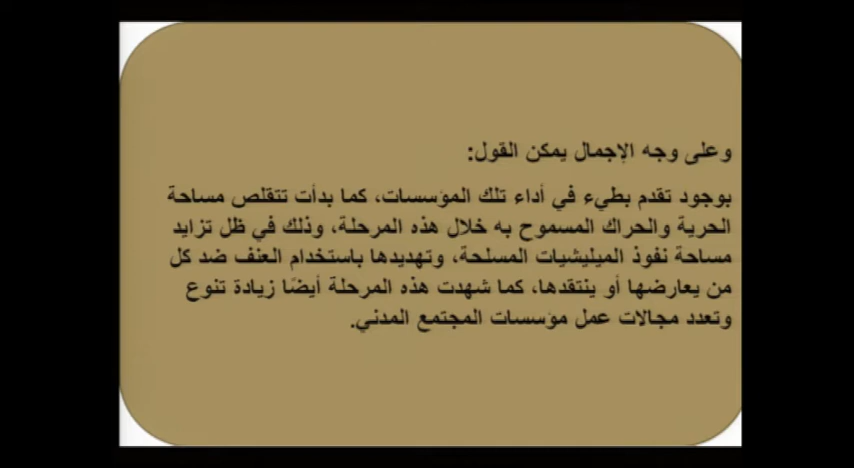 وعلى وجه الإجمال يمكن القول:
بوجود تقدم بطيء في أداء تلك المؤسسات، كما بدأت تتقلص مساحة
الحرية والحراك المسموح به خلال هذه المرحلة، وذلك في ظل تزايد
مساحة نفوذ الميليشيات المسلحة، وتهديدها باستخدام العنف ضد كل
من يعارضها أو ينتقدها، كما شهدت هذه المرحلة أيضًا زيادة تنوع
وتعدد مجالات عمل مؤسسات المجتمع المدني.